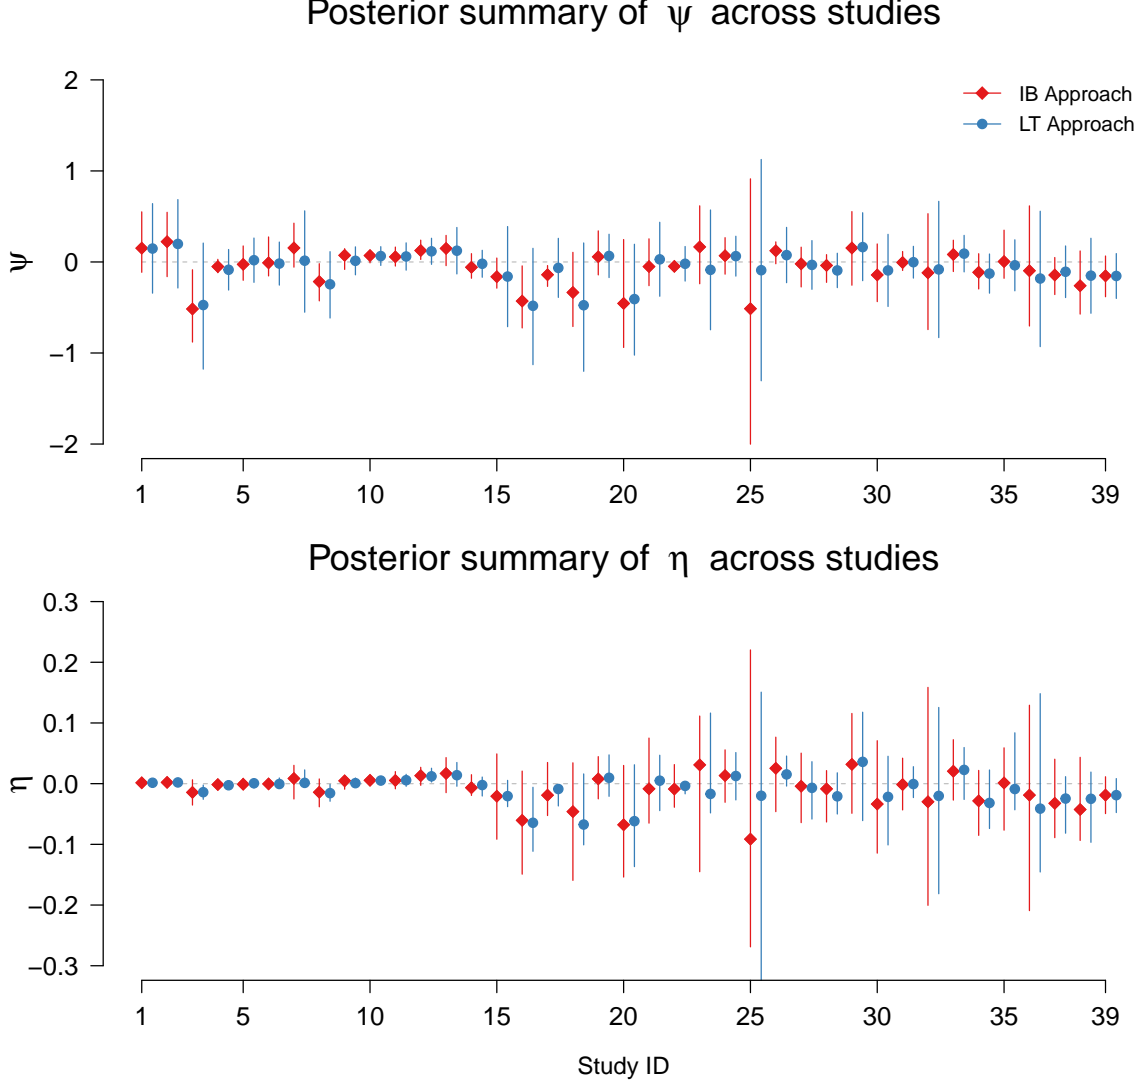 Posterior summary of ψ across studies
IB Approach
LT Approach
2
1
0
−1
−2
ψ
1 5 10 15 20 25 30 35 39
Posterior summary of η across studies
0.3
0.2
0.1
0.0
−0.1
−0.2
−0.3
η
1 5 10 15 20 25 30 35 39
Study ID